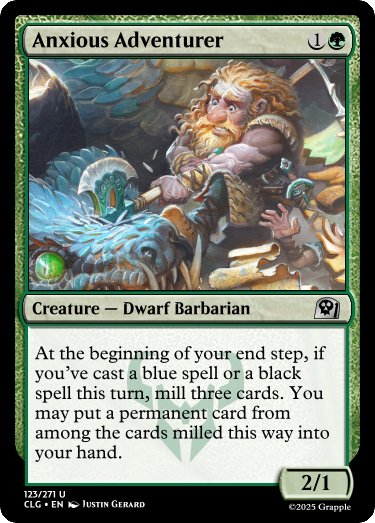 Anxious Adventurer 1
Creature — Dwarf Barbarian
At the beginning of your end step, if
you've cast a blue spell or a black
spell this turn, mill three cards. You
may put a permanent card from
among the cards milled this way into
your hand.
2/1
123/271 U
CLG • EN Justin Gerard
©2025 Grapple